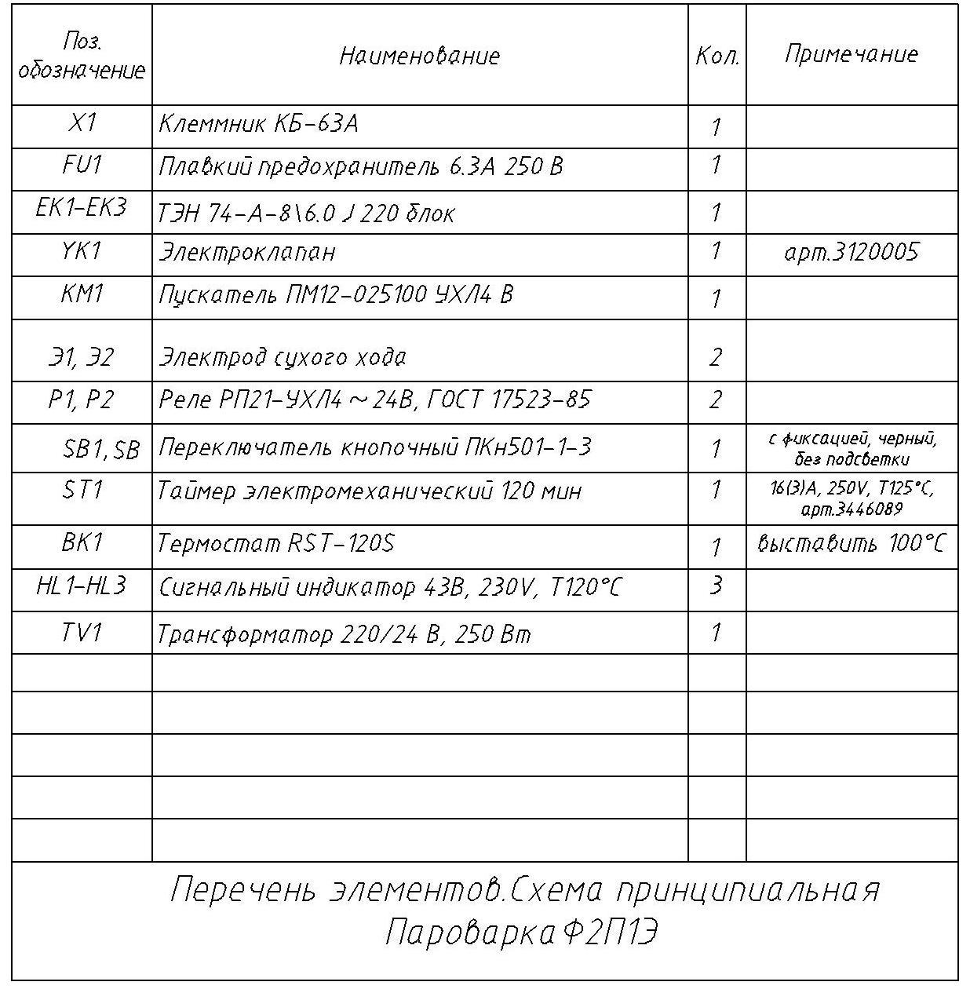 Поз. обозначение Наименование Кол. Примечание
X1 Клеммник КБ-63А 1
FU1 Плавкий предохранитель 6.3А 250 В 1
EK1-EK3 ТЭН 74-А-8\6.0 J 220 блок 1
YK1 Электроклапан 1 арт.3120005
KM1 Пускатель ПМ12-025100 УХЛ4 В 1
Э1, Э2 Электрод сухого хода 2
P1, P2 Реле РП21-УХЛ4 ~ 24В, ГОСТ 17523-85 2
SB1, SB Переключатель кнопочный ПКн501-1-3 1 с фиксацией, черный, без подсветки
ST1 Таймер электромеханический 120 мин 1 16(3)А, 250V, Т125°С, арт.3446089
BK1 Термостат RST-120S 1 выставить 100°С
HL1-HL3 Сигнальный индикатор 43В, 230V, Т120°С 3
TV1 Трансформатор 220/24 В, 250 Вт 1
Перечень элементов.Схема принципиальная
Пароварка Ф2П1Э